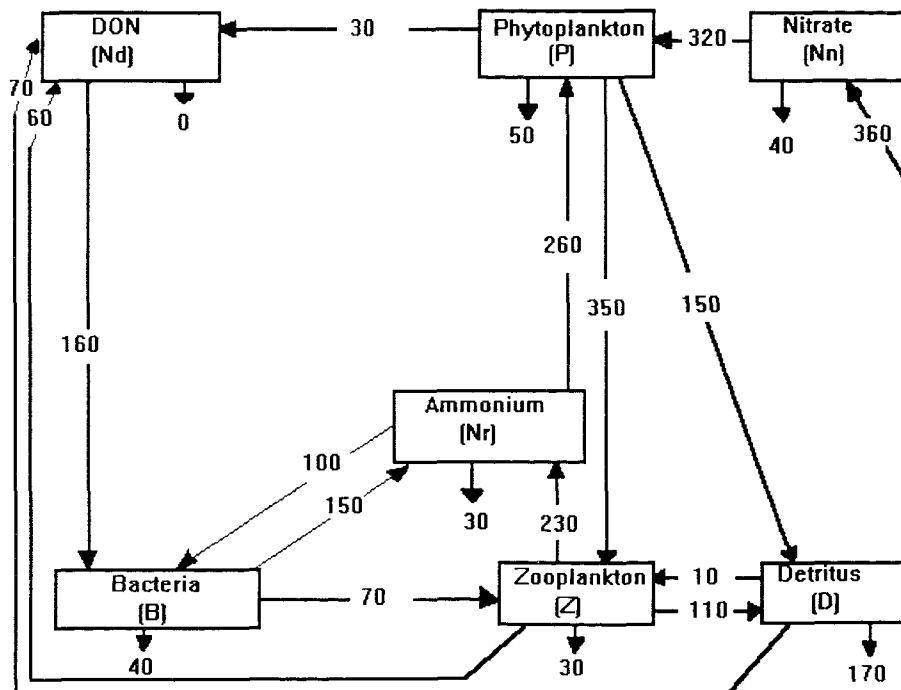 DON
(Nd)
30
Phytoplankton
(P)
320
Nitrate
(Nn)
70
60
0
50
40
360
260
350
150
160
Ammonium
(Nr)
100
150
30
230
Bacteria
(B)
70
Zooplankton
(Z)
10
110
Detritus
(D)
40
30
170